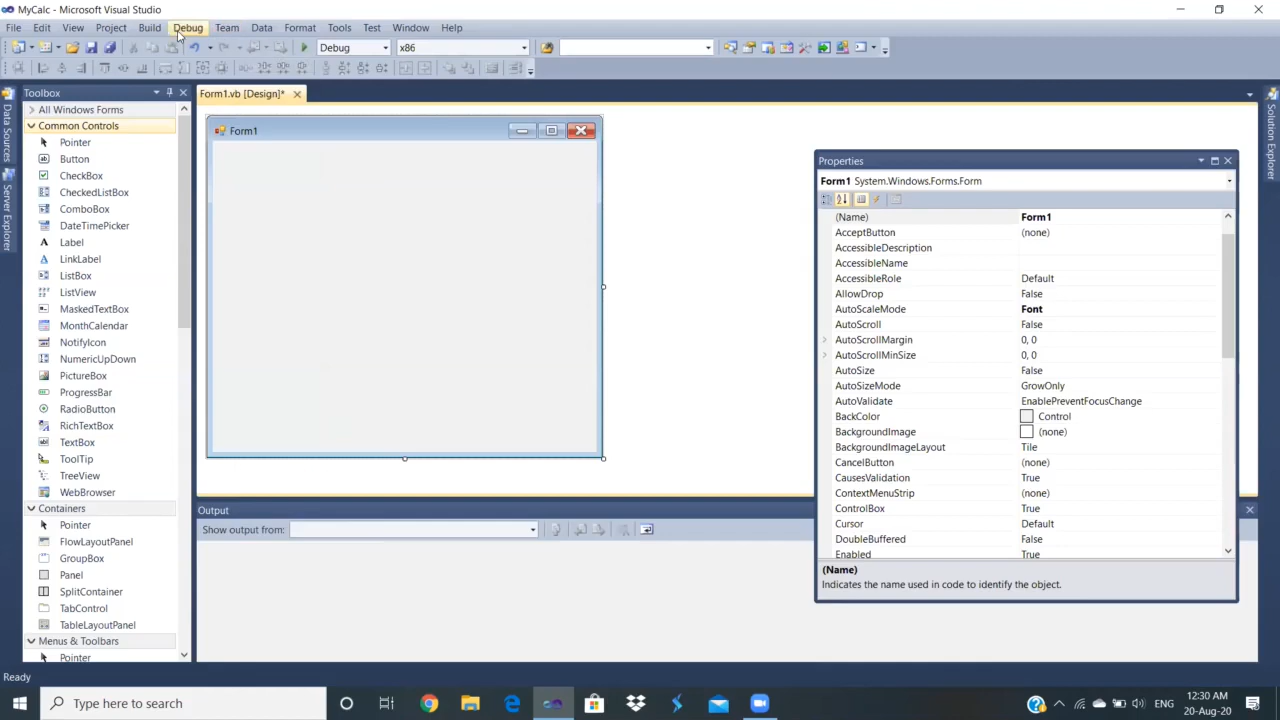 MyCalc - Microsoft Visual Studio
File Edit View Project Build Debug Team Data Format Tools Test Window Help
Debug x86
Toolbox
All Windows Forms
Common Controls
Pointer
Button
CheckBox
CheckedListBox
ComboBox
DateTimePicker
Label
LinkLabel
ListBox
ListView
MaskedTextBox
MonthCalendar
NotifyIcon
NumericUpDown
PictureBox
ProgressBar
RadioButton
RichTextBox
TextBox
ToolTip
TreeView
WebBrowser
Containers
Pointer
FlowLayoutPanel
GroupBox
Panel
SplitContainer
TabControl
TableLayoutPanel
Menus & Toolbars
Pointer
Data Sources
Server Explorer
Form1.vb [Design]*
Form1
Output
Show output from:
Properties
Form1 System.Windows.Forms.Form
(Name) Form1
AcceptButton (none)
AccessibleDescription
AccessibleName
AccessibleRole Default
AllowDrop False
AutoScaleMode Font
AutoScroll False
AutoScrollMargin 0, 0
AutoScrollMinSize 0, 0
AutoSize False
AutoSizeMode GrowOnly
AutoValidate EnablePreventFocusChange
BackColor Control
BackgroundImage (none)
BackgroundImageLayout Tile
CancelButton (none)
CausesValidation True
ContextMenuStrip (none)
ControlBox True
Cursor Default
DoubleBuffered False
Enabled True
(Name)
Indicates the name used in code to identify the object.
Solution Explorer
Ready
Type here to search
ENG
12:30 AM
20-Aug-20